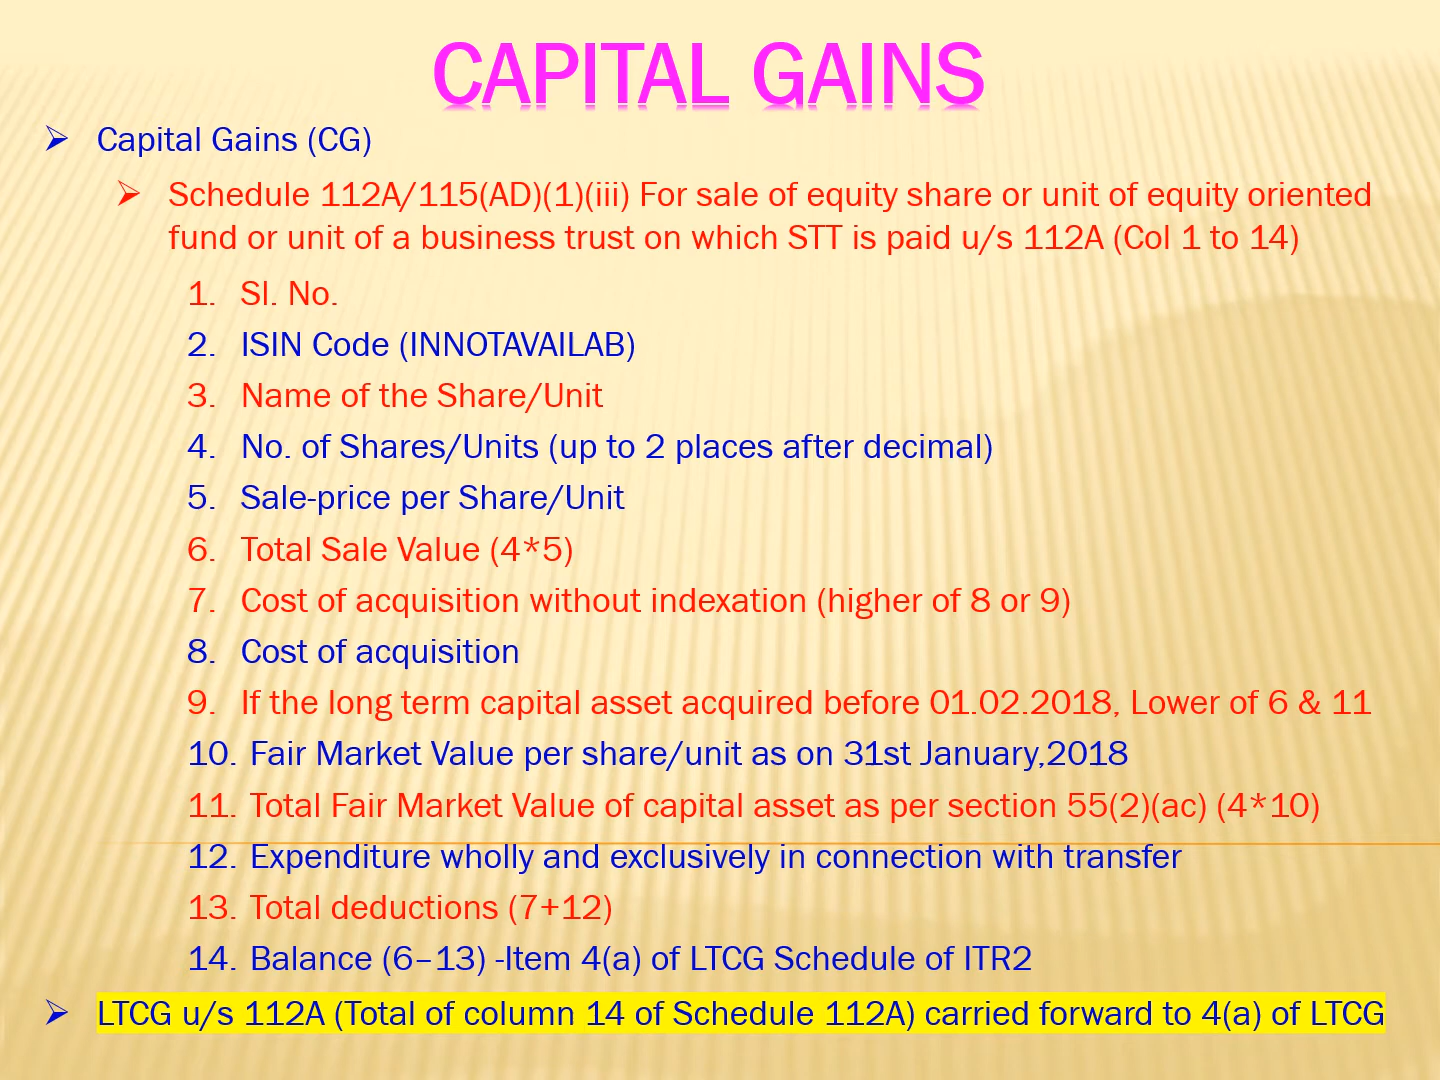 CAPITAL GAINS
Capital Gains (CG)
Schedule 112A/115(AD)(1)(iii) For sale of equity share or unit of equity oriented
fund or unit of a business trust on which STT is paid u/s 112A (Col 1 to 14)
1. Sl. No.
2. ISIN Code (INNOTAVAILAB)
3. Name of the Share/Unit
4. No. of Shares/Units (up to 2 places after decimal)
5. Sale-price per Share/Unit
6. Total Sale Value (4*5)
7. Cost of acquisition without indexation (higher of 8 or 9)
8. Cost of acquisition
9. If the long term capital asset acquired before 01.02.2018, Lower of 6 & 11
10. Fair Market Value per share/unit as on 31st January,2018
11. Total Fair Market Value of capital asset as per section 55(2)(ac) (4*10)
12. Expenditure wholly and exclusively in connection with transfer
13. Total deductions (7+12)
14. Balance (6–13) -Item 4(a) of LTCG Schedule of ITR2
LTCG u/s 112A (Total of column 14 of Schedule 112A) carried forward to 4(a) of LTCG